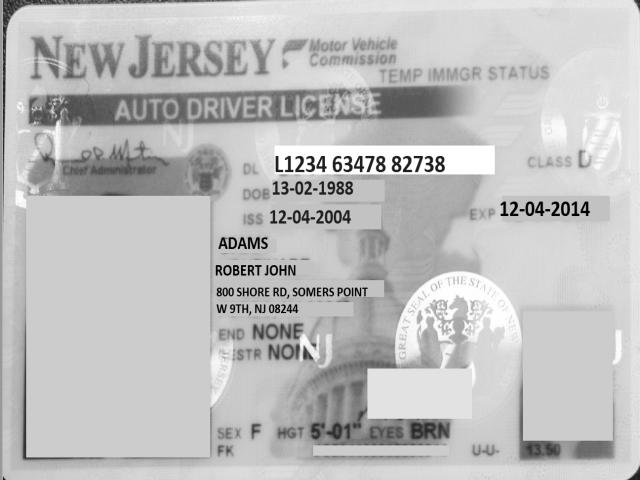 NEW JERSEY Motor Vehicle Commission
TEMP IMMGR STATUS
AUTO DRIVER LICENSE
NJ
Chief Administrator
DL L1234 63478 82738 CLASS D
DOB 13-02-1988
ISS 12-04-2004 EXP 12-04-2014
ADAMS
ROBERT JOHN
800 SHORE RD, SOMERS POINT
W 9TH, NJ 08244
END NONE
RESTR NONE
NJ
GREAT SEAL OF THE STATE OF NEW
SEX F HGT 5'-01" EYES BRN
FK U-U- 13.50